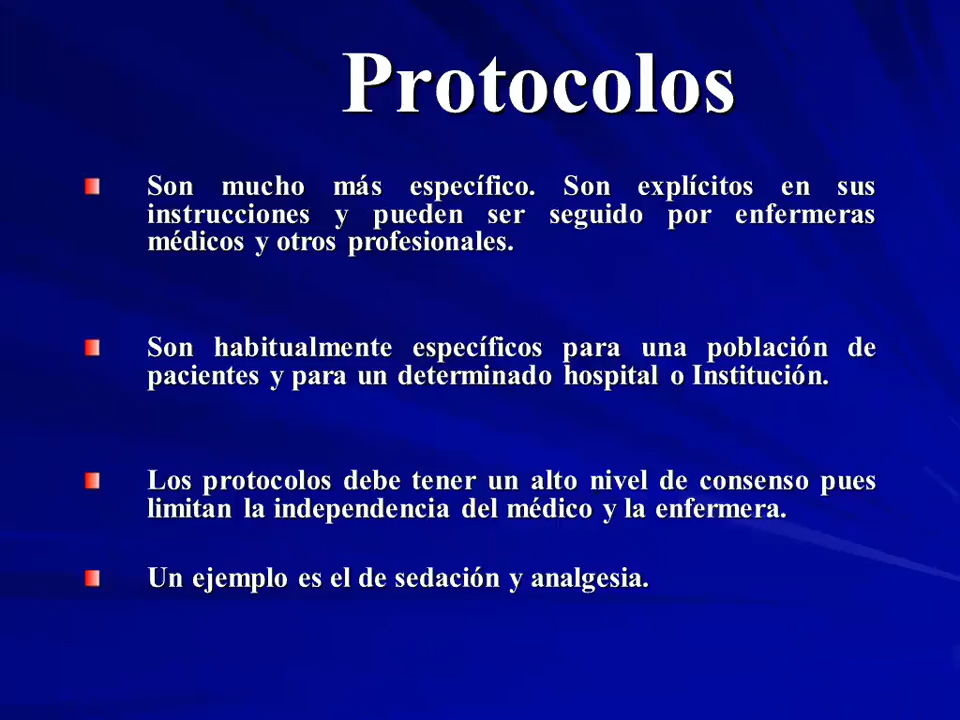 Protocolos
Son mucho más específico. Son explícitos en sus
instrucciones y pueden ser seguido por enfermeras
médicos y otros profesionales.
Son habitualmente específicos para una población de
pacientes y para un determinado hospital o Institución.
Los protocolos debe tener un alto nivel de consenso pues
limitan la independencia del médico y la enfermera.
Un ejemplo es el de sedación y analgesia.